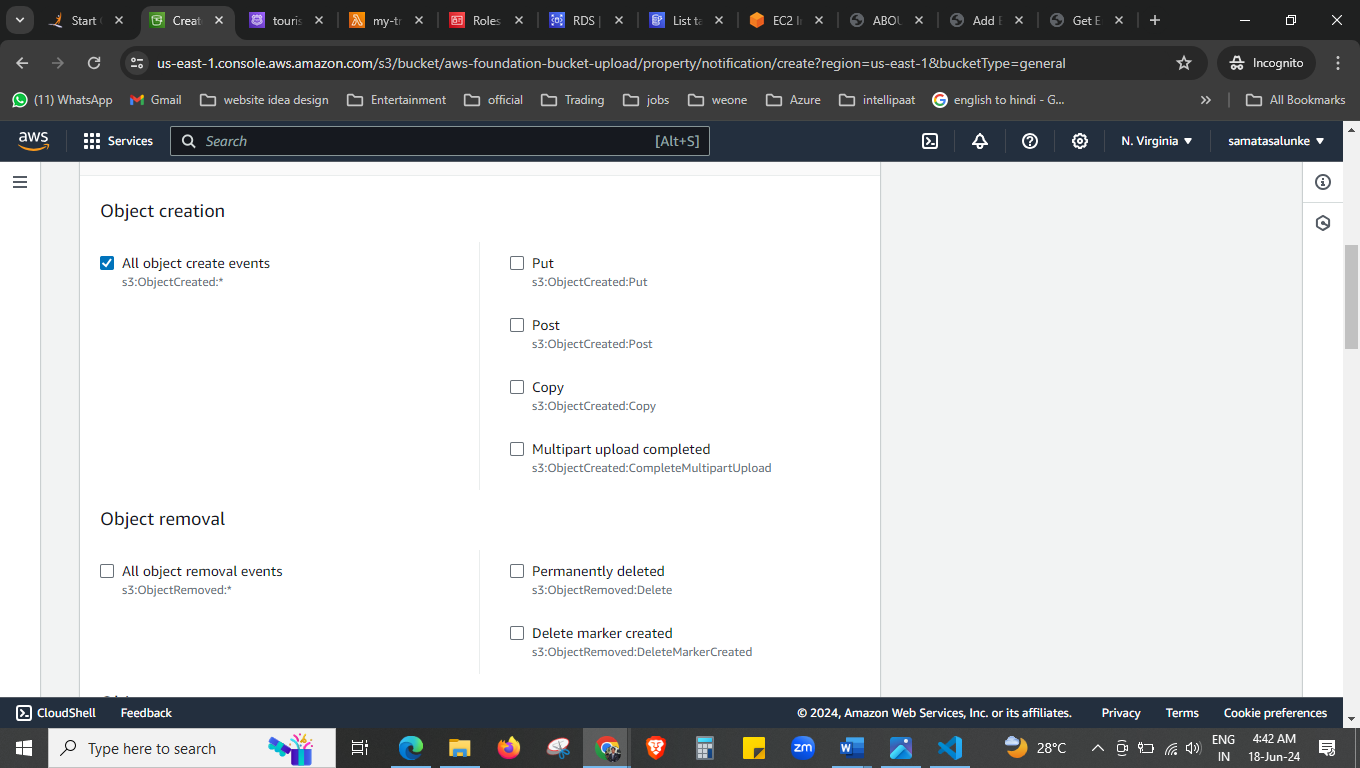 Start
Creat
touris
my-tr
Roles
RDS |
List ta
EC2 I
ABOU
Add E
Get E
us-east-1.console.aws.amazon.com/s3/bucket/aws-foundation-bucket-upload/property/notification/create?region=us-east-1&bucketType=general
Incognito
(11) WhatsApp
Gmail
website idea design
Entertainment
official
Trading
jobs
weone
Azure
intellipaat
english to hindi - G...
All Bookmarks
aws
Services
Search
[Alt+S]
N. Virginia
samatasalunke
Object creation
All object create events
s3:ObjectCreated:*
Put
s3:ObjectCreated:Put
Post
s3:ObjectCreated:Post
Copy
s3:ObjectCreated:Copy
Multipart upload completed
s3:ObjectCreated:CompleteMultipartUpload
Object removal
All object removal events
s3:ObjectRemoved:*
Permanently deleted
s3:ObjectRemoved:Delete
Delete marker created
s3:ObjectRemoved:DeleteMarkerCreated
CloudShell
Feedback
© 2024, Amazon Web Services, Inc. or its affiliates.
Privacy
Terms
Cookie preferences
Type here to search
zm
28°C
ENG
IN
4:42 AM
18-Jun-24